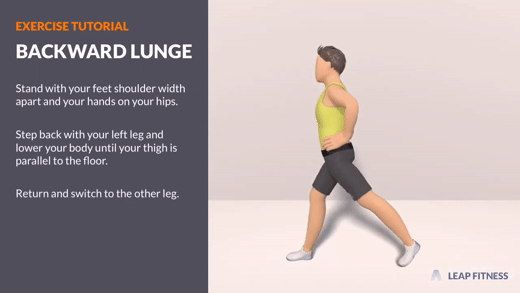 EXERCISE TUTORIAL
BACKWARD LUNGE
Stand with your feet shoulder width
apart and your hands on your hips.
Step back with your left leg and
lower your body until your thigh is
parallel to the floor.
Return and switch to the other leg.
LEAP FITNESS